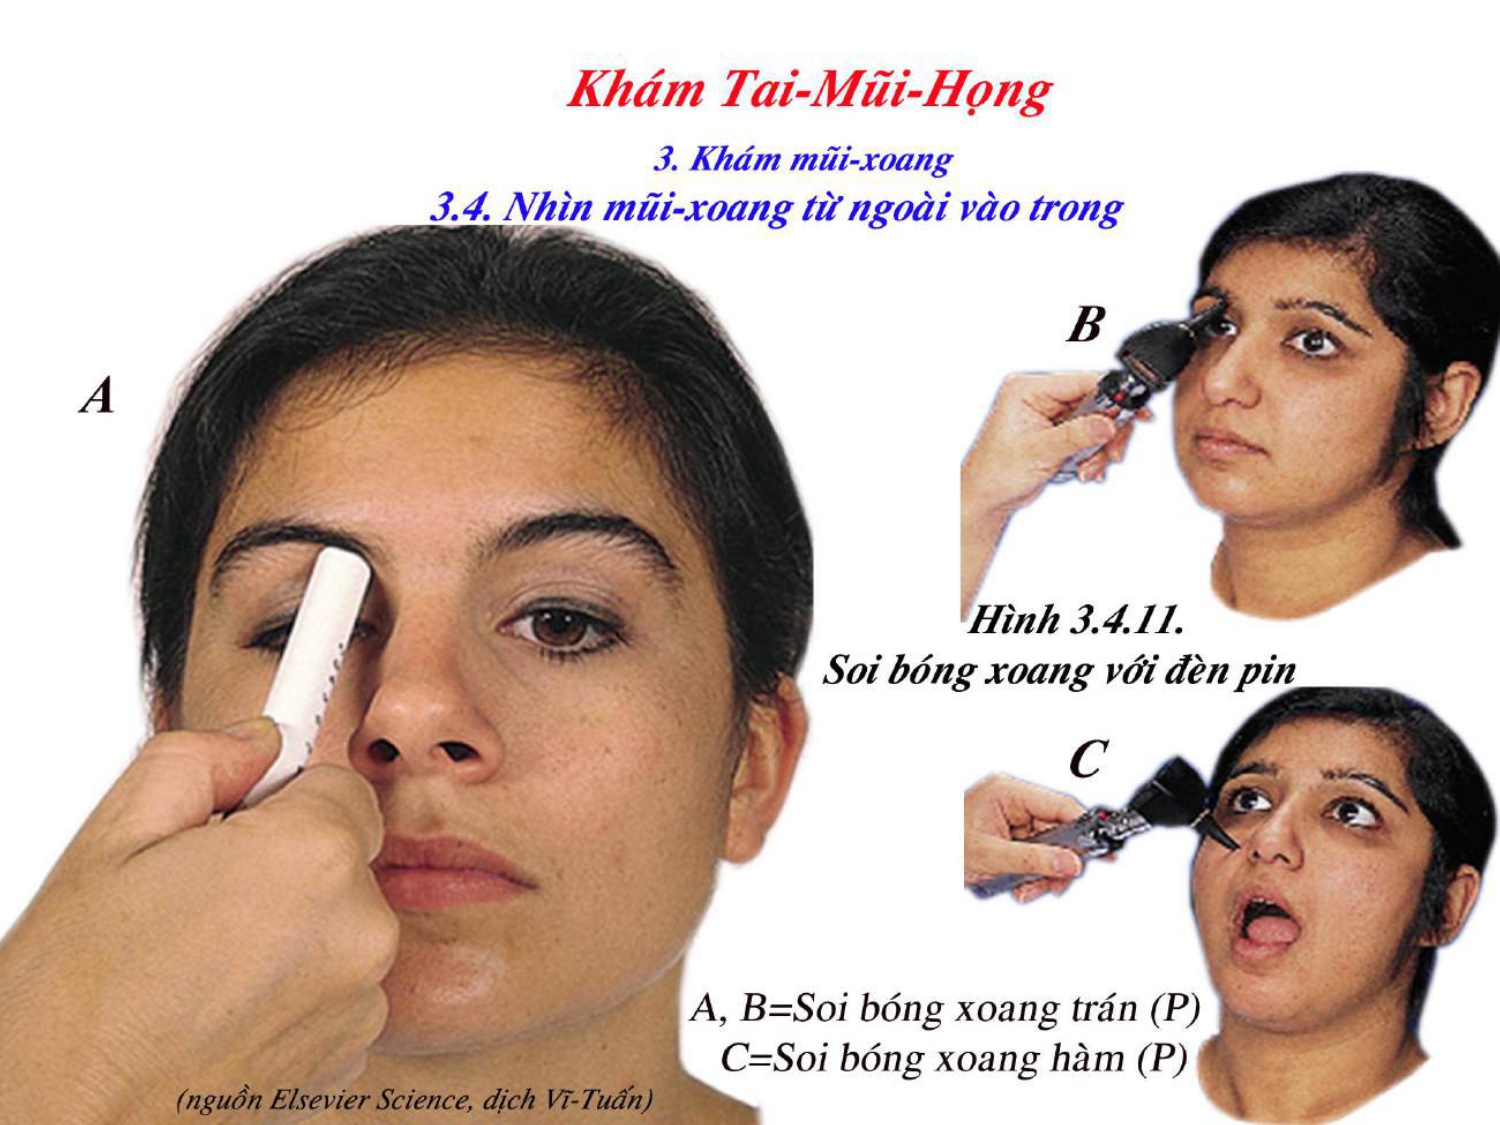 Khám Tai-Mũi-Họng
3. Khám mũi-xoang
3.4. Nhìn mũi-xoang từ ngoài vào trong
A
B
Hình 3.4.11.
Soi bóng xoang với đèn pin
C
A, B=Soi bóng xoang trán (P)
C=Soi bóng xoang hàm (P)
(nguồn Elsevier Science, dịch Vĩ-Tuấn)